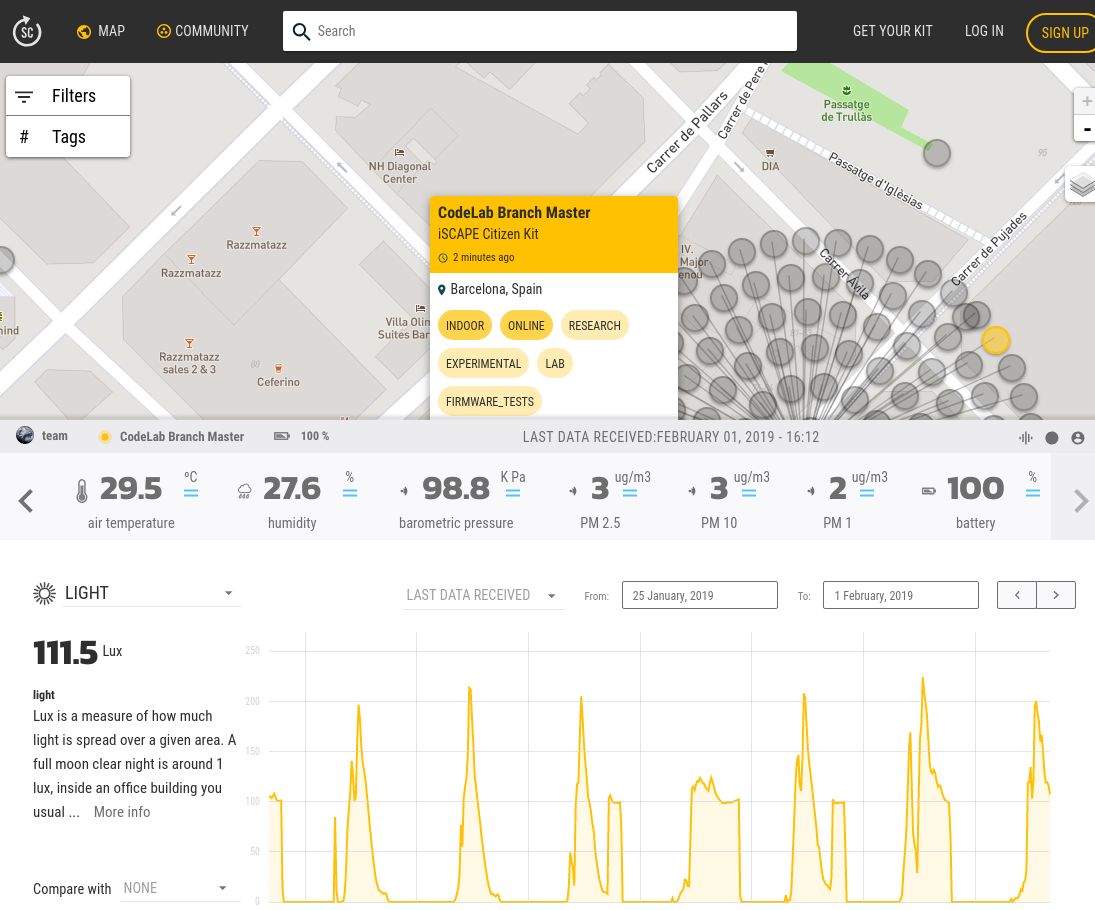 SC
MAP
COMMUNITY
Search
GET YOUR KIT
LOG IN
SIGN UP
Filters
# Tags
Passatge
de Trullàs
Carrer de Pallars
Carrer de Pere
NH Diagonal
Center
DIA
Passatge d'Iglèsias
95
Carrer de Pujades
Carrer Àvila
Razzmatazz
Razzmatazz
Razzmatazz
sales 2 & 3
88
Ceferino
Villa Olim
Suites Bar
IV.
Major
enou
CodeLab Branch Master
iSCAPE Citizen Kit
2 minutes ago
Barcelona, Spain
INDOOR
ONLINE
RESEARCH
EXPERIMENTAL
LAB
FIRMWARE_TESTS
+
-
team
CodeLab Branch Master
100 %
LAST DATA RECEIVED:FEBRUARY 01, 2019 - 16:12
29.5 ºC
air temperature
27.6 %
humidity
98.8 K Pa
barometric pressure
3 ug/m3
PM 2.5
3 ug/m3
PM 10
2 ug/m3
PM 1
100 %
battery
LIGHT
LAST DATA RECEIVED
From:
25 January, 2019
To:
1 February, 2019
111.5 Lux
light
Lux is a measure of how much
light is spread over a given area. A
full moon clear night is around 1
lux, inside an office building you
usual ... More info
Compare with NONE
250
200
150
100
50
0